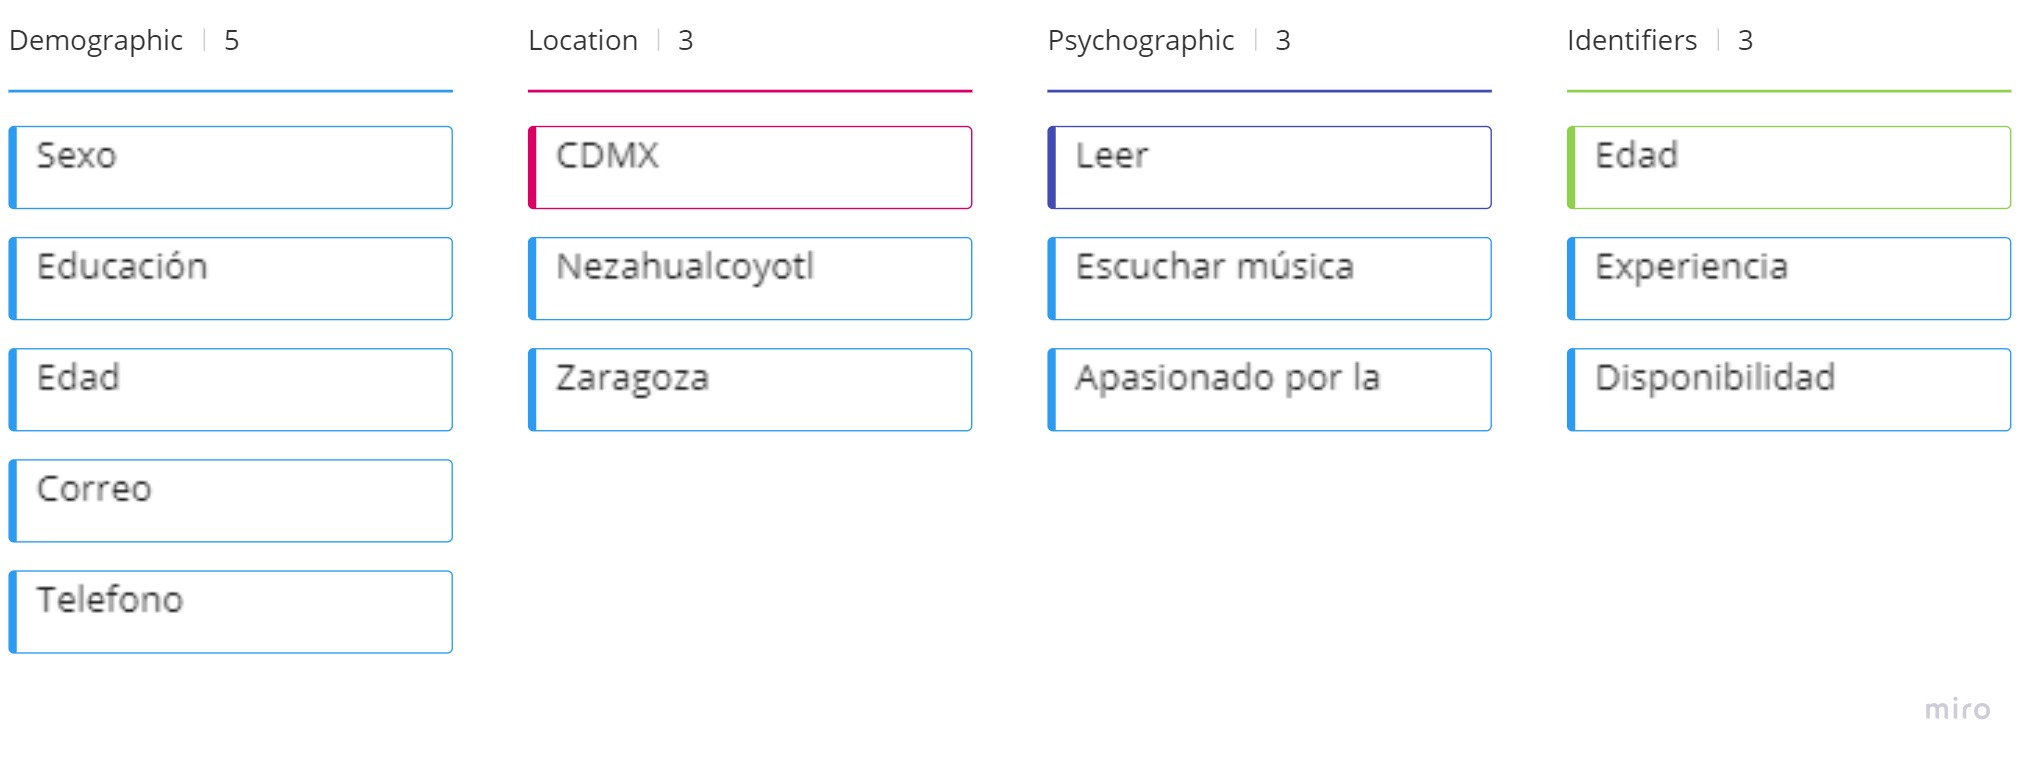 Demographic | 5
Sexo
Educación
Edad
Correo
Telefono
Location | 3
CDMX
Nezahualcoyotl
Zaragoza
Psychographic | 3
Leer
Escuchar música
Apasionado por la
Identifiers | 3
Edad
Experiencia
Disponibilidad
miro